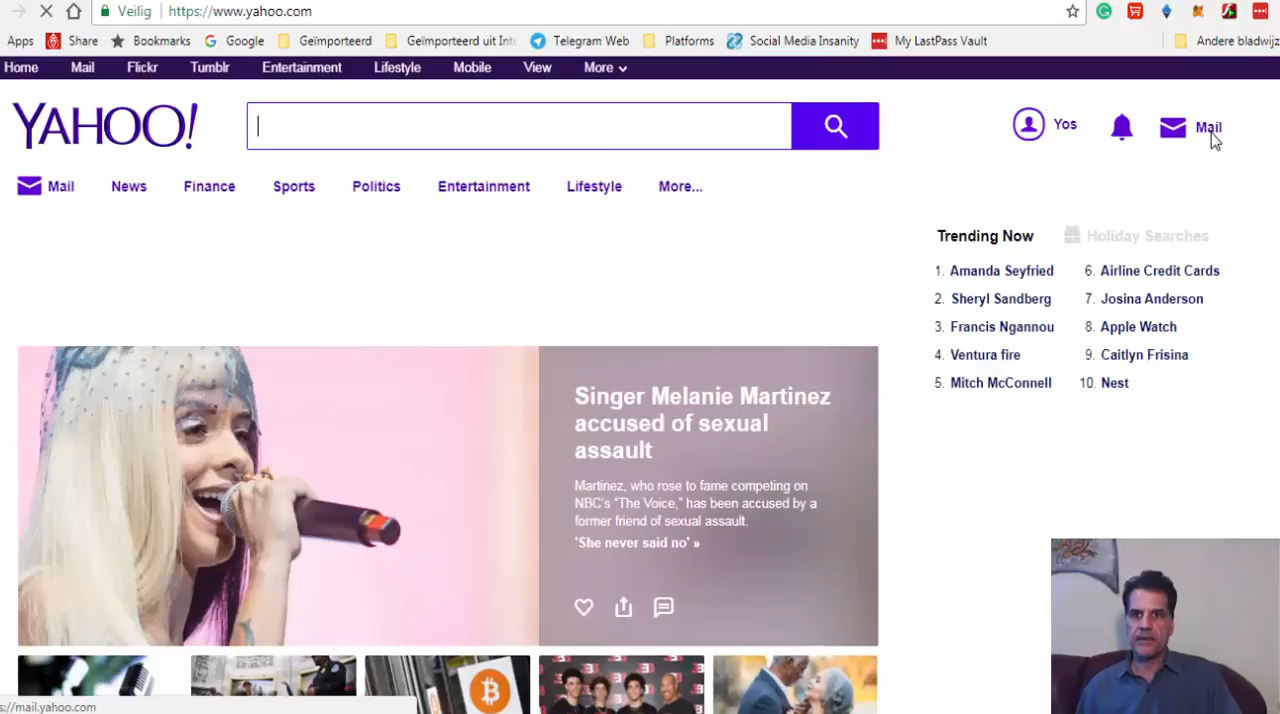 Veilig https://www.yahoo.com
Apps Share Bookmarks Google Geïmporteerd Geïmporteerd uit Telegram Web Platforms Social Media Insanity My LastPass Vault Andere bladwijz
Home Mail Flickr Tumblr Entertainment Lifestyle Mobile View More
YAHOO! Yos Mail
Mail News Finance Sports Politics Entertainment Lifestyle More...
Trending Now Holiday Searches
1. Amanda Seyfried 6. Airline Credit Cards
2. Sheryl Sandberg 7. Josina Anderson
3. Francis Ngannou 8. Apple Watch
4. Ventura fire 9. Caitlyn Frisina
5. Mitch McConnell 10. Nest
Singer Melanie Martinez
accused of sexual
assault
Martinez, who rose to fame competing on
NBC's "The Voice," has been accused by a
former friend of sexual assault.
'She never said no' »
s://mail.yahoo.com